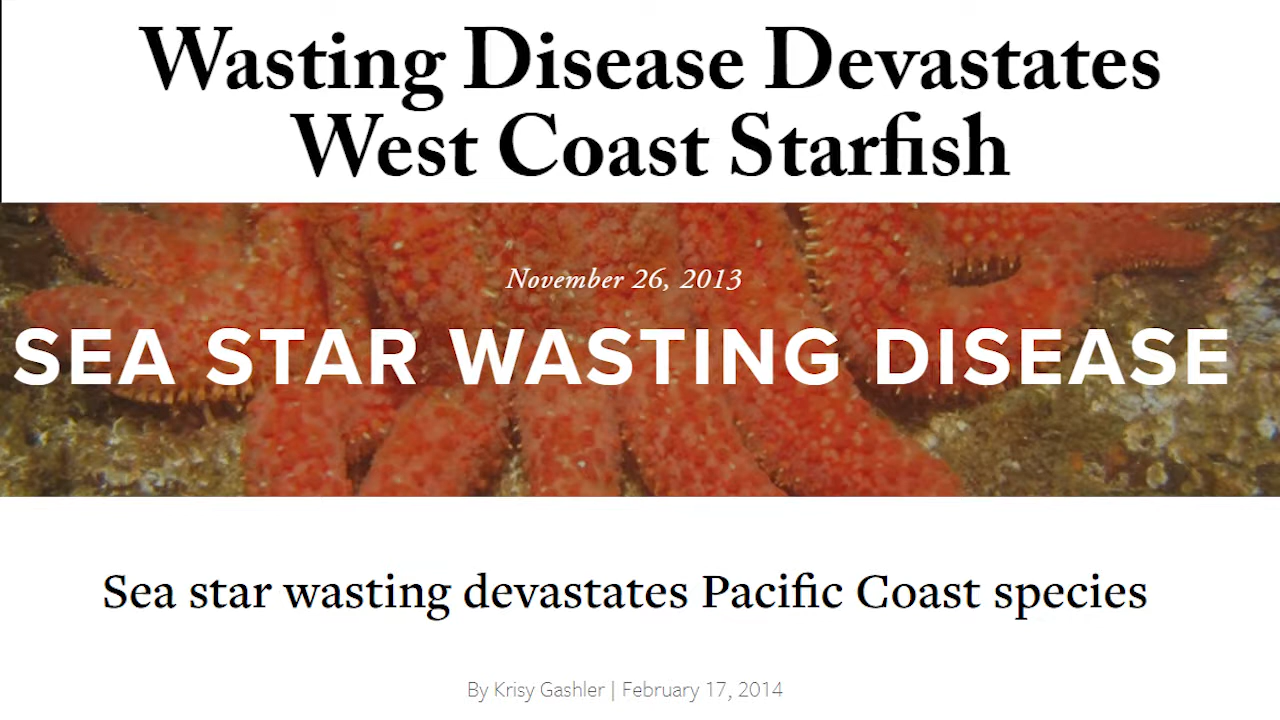 Wasting Disease Devastates
West Coast Starfish
November 26, 2013
SEA STAR WASTING DISEASE
Sea star wasting devastates Pacific Coast species
By Krisy Gashler | February 17, 2014